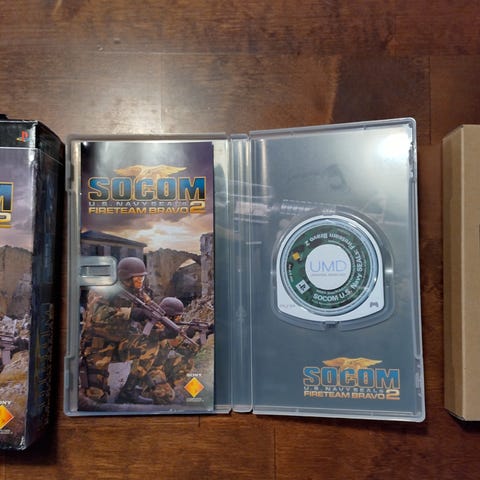 SOCOM
U.S. NAVY SEALS
FIRETEAM BRAVO 2
SONY
UMD
SOCOM U.S. NAVY SEALS: Fireteam Bravo 2
SOCOM
U.S. NAVY SEALS
FIRETEAM BRAVO 2